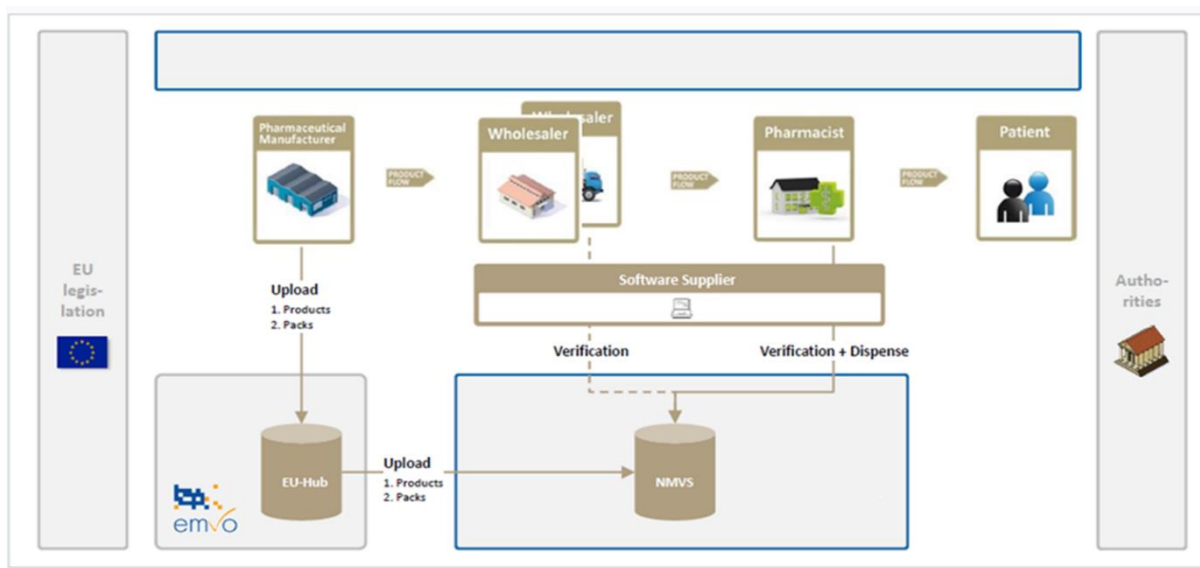 Pharmaceutical
Manufacturer
Wholesaler
Wholesaler
Pharmacist
Patient
PRODUCT
FLOW
PRODUCT
FLOW
PRODUCT
FLOW
EU
legis-
lation
Autho-
rities
Software Supplier
Upload
1. Products
2. Packs
Verification
Verification + Dispense
EU-Hub
Upload
1. Products
2. Packs
NMVS
emvo